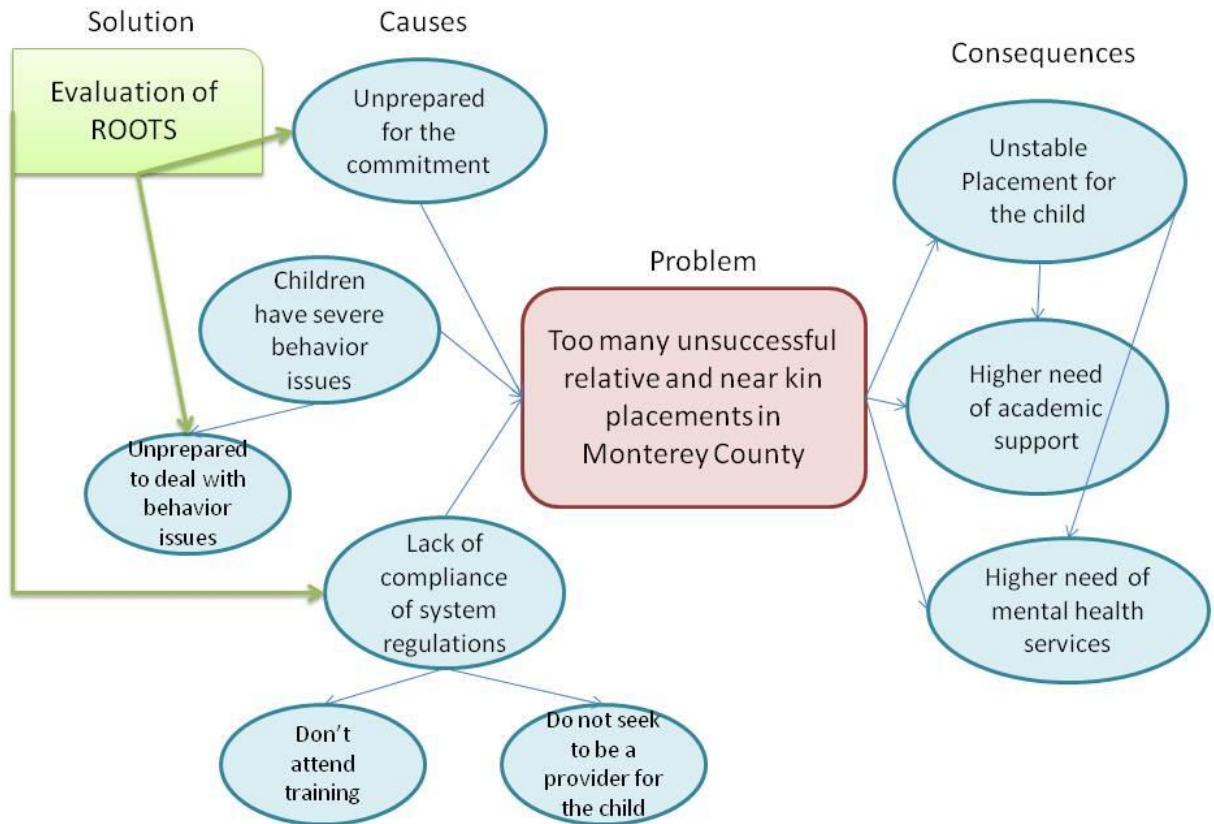 Solution
Evaluation of
ROOTS
Causes
Unprepared
for the
commitment
Children
have severe
behavior
issues
Unprepared
to deal with
behavior
issues
Lack of
compliance
of system
regulations
Don't
attend
training
Do not seek
to be a
provider for
the child
Problem
Too many unsuccessful
relative and near kin
placements in
Monterey County
Consequences
Unstable
Placement for
the child
Higher need
of academic
support
Higher need of
mental health
services